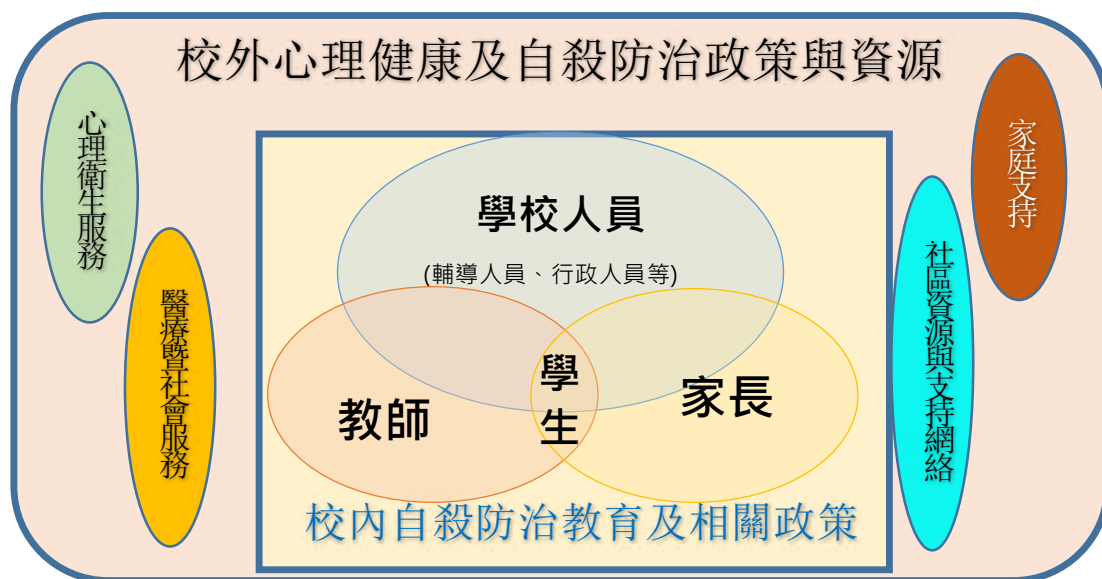 校外心理健康及自殺防治政策與資源
心理衛生服務
醫療暨社會服務
學校人員
(輔導人員、行政人員等)
教師
學生
家長
校內自殺防治教育及相關政策
社區資源與支持網絡
家庭支持